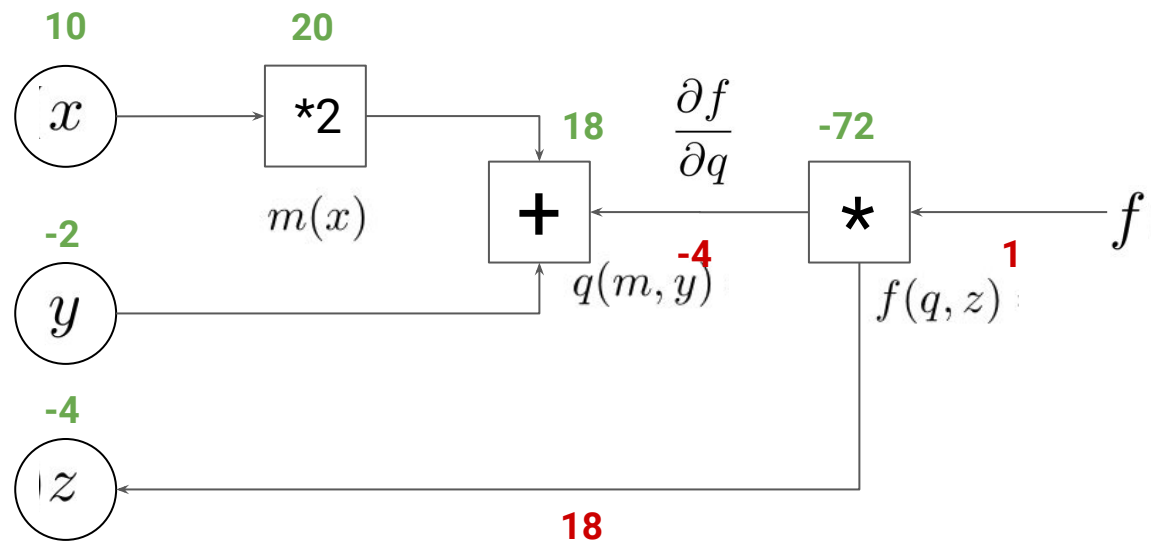 10
20
x
*2
18
∂f
∂q
-72
m(x)
+
*
f
-2
-4
1
y
q(m, y)
f(q, z)
-4
z
18